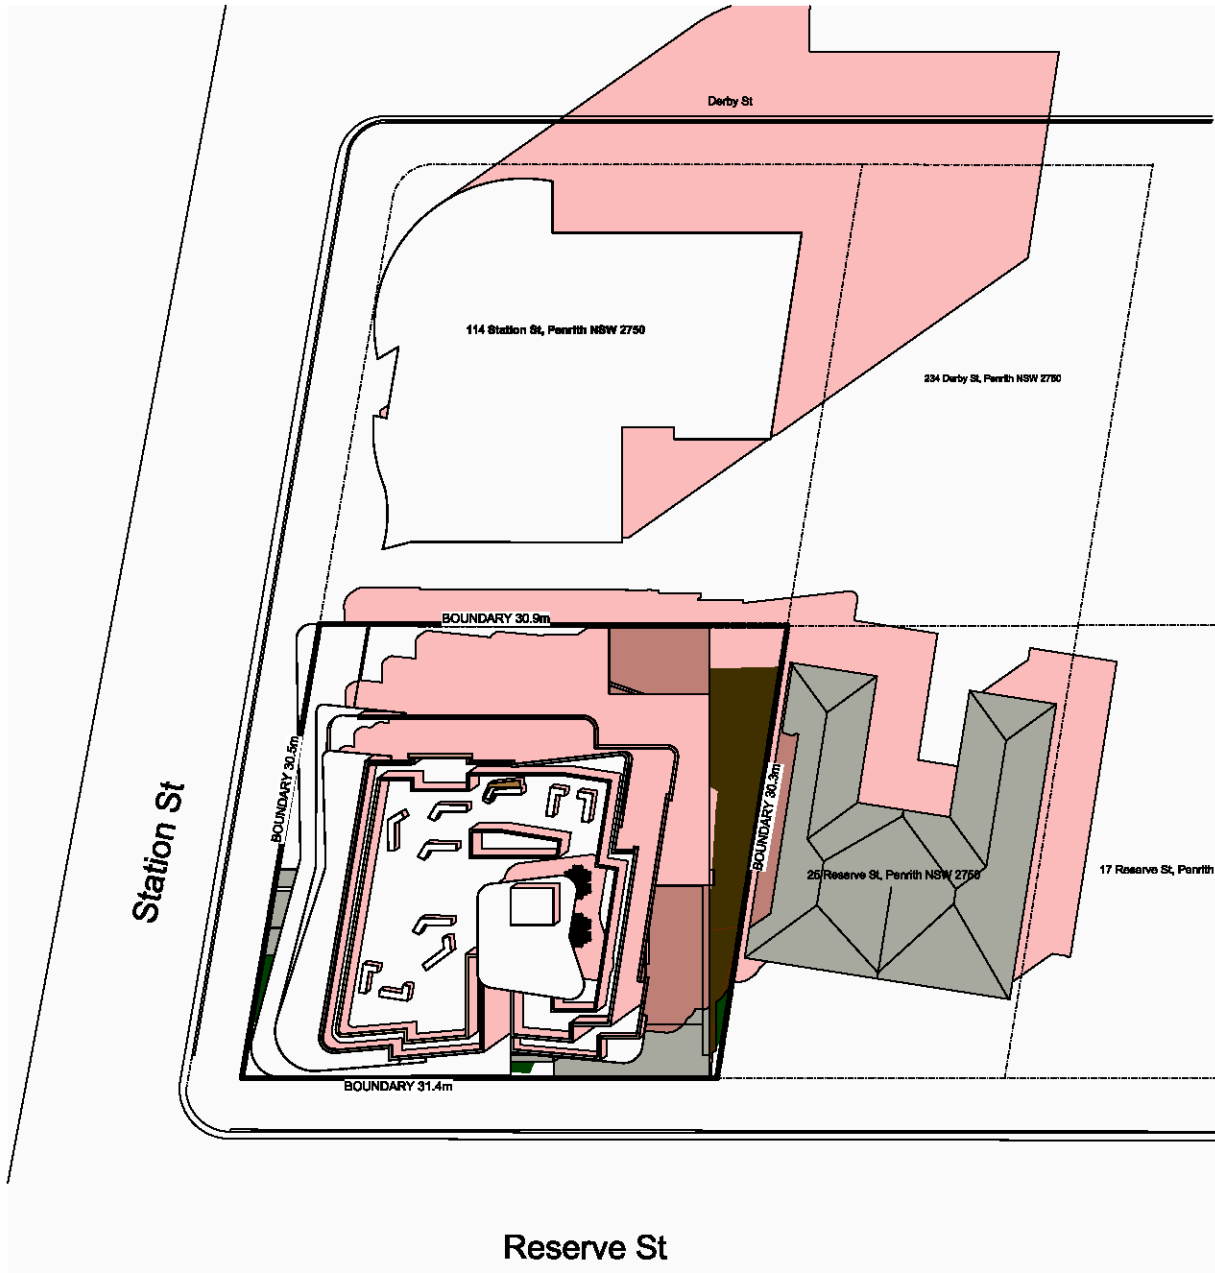 Derby St
114 Station St, Penrith NSW 2750
234 Derby St, Penrith NSW 2750
BOUNDARY 30.9m
BOUNDARY 30.5m
BOUNDARY 30.3m
Station St
25 Reserve St, Penrith NSW 2750
17 Reserve St, Penrith
BOUNDARY 31.4m
Reserve St